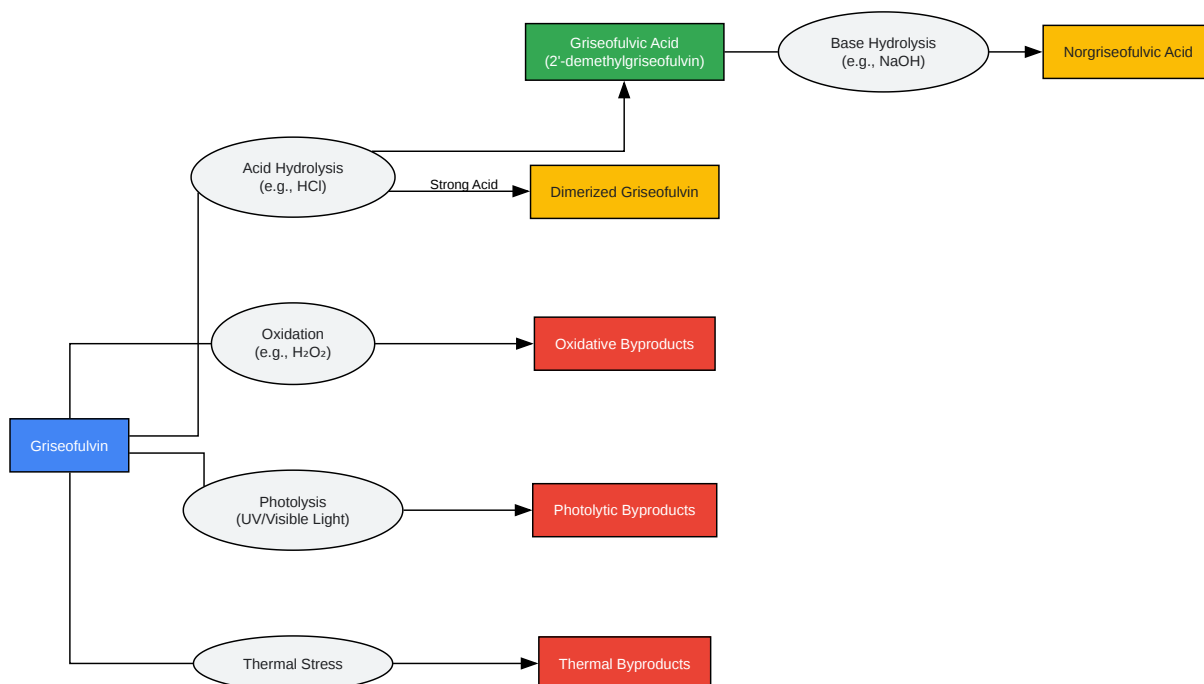 Griseofulvic Acid
(2'-demethylgriseofulvin)
Base Hydrolysis
(e.g., NaOH)
Norgriseofulvic Acid
Acid Hydrolysis
(e.g., HCl)
Strong Acid
Dimerized Griseofulvin
Oxidation
(e.g., H₂O₂)
Oxidative Byproducts
Griseofulvin
Photolysis
(UV/Visible Light)
Photolytic Byproducts
Thermal Stress
Thermal Byproducts